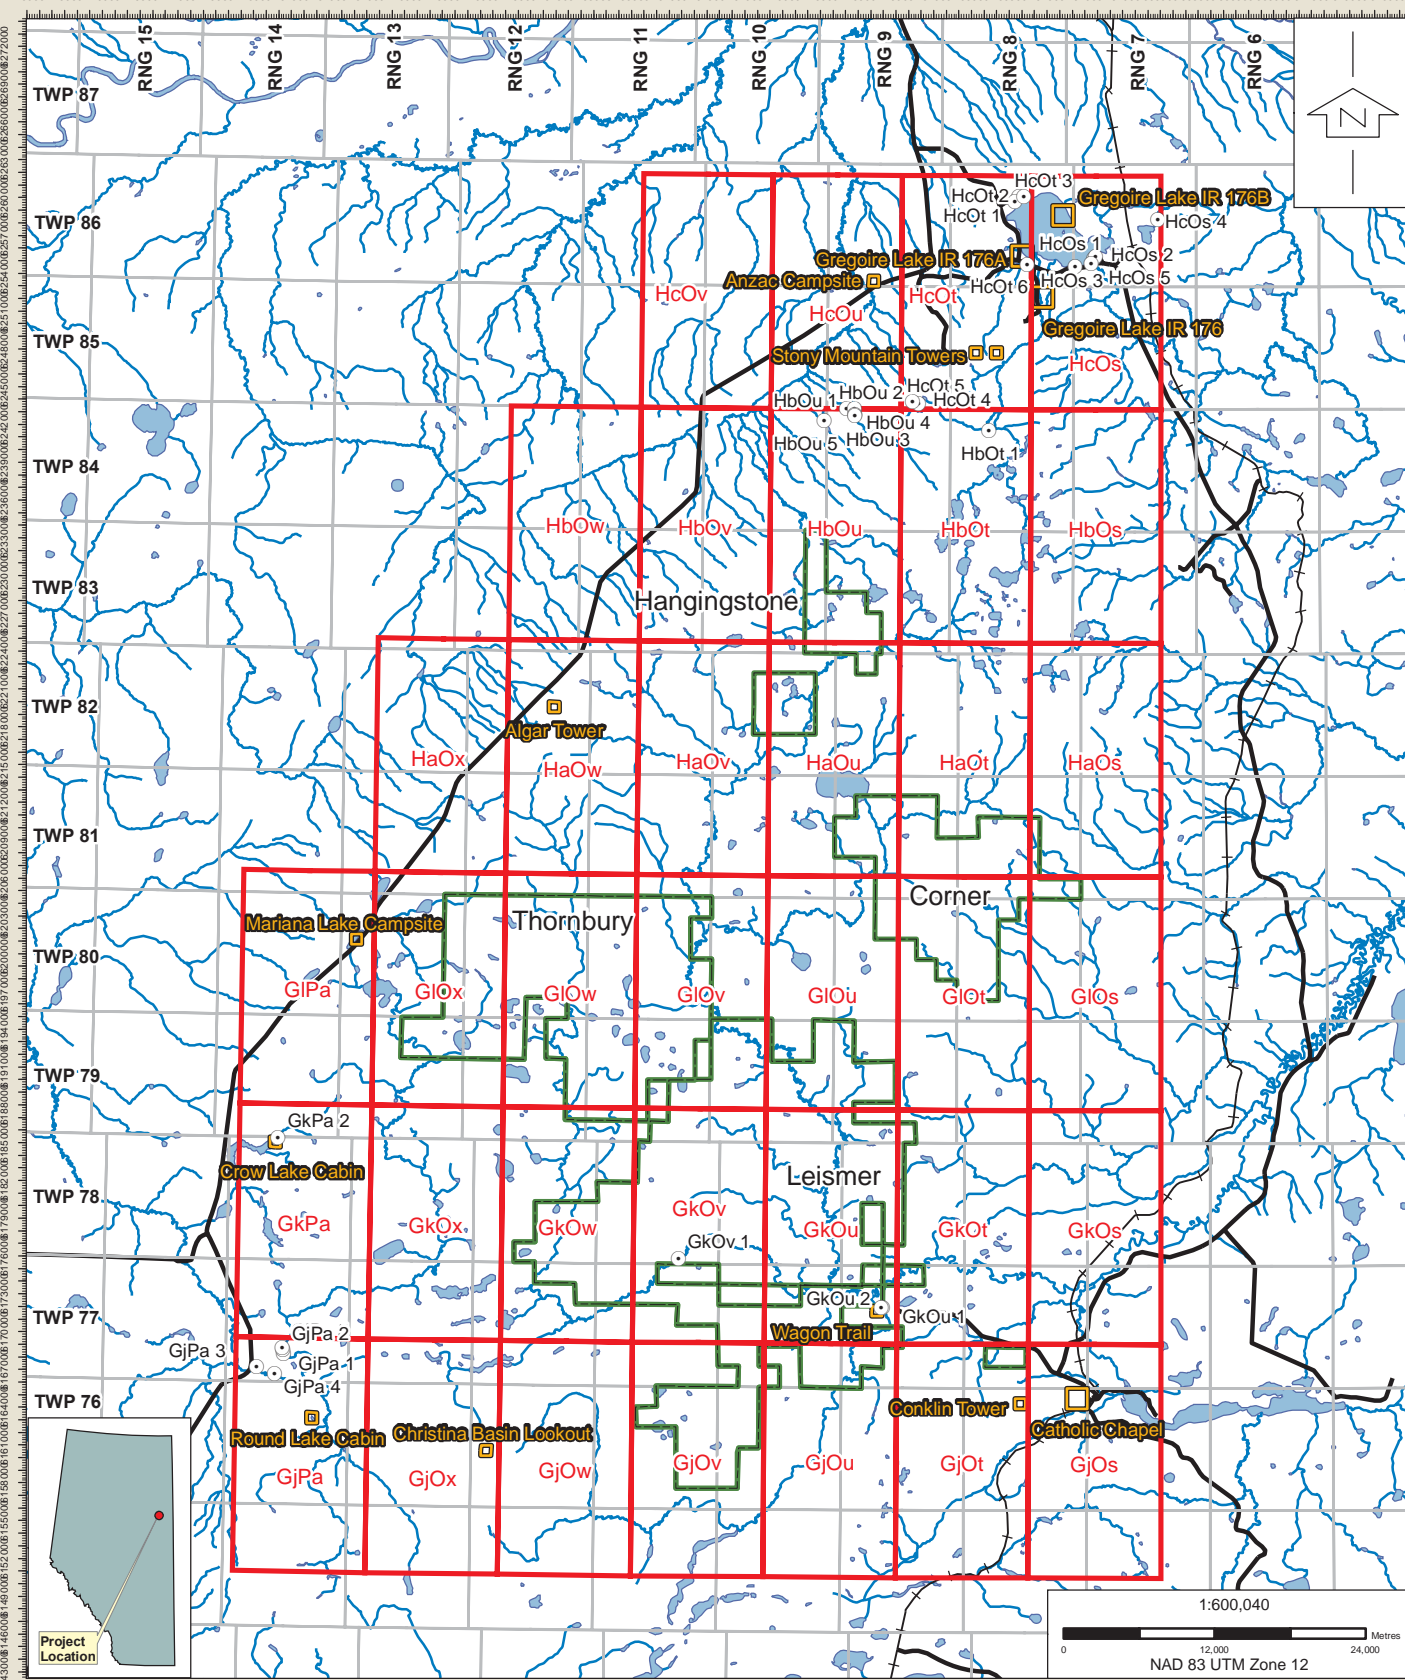 RNG 15
RNG 14
RNG 13
RNG 12
RNG 11
RNG 10
RNG 9
RNG 8
RNG 7
RNG 6
N
TWP 87
TWP 86
TWP 85
TWP 84
TWP 83
TWP 82
TWP 81
TWP 80
TWP 79
TWP 78
TWP 77
TWP 76
HcOt 3
HcOt 2
HcOt 1
Gregoire Lake IR 176B
HcOs 4
HcOs 1
HcOs 2
Gregoire Lake IR 176A
HcOt 6
HcOs 3
HcOs 5
Anzac Campsite
HcOv
HcOt
HcOu
Gregoire Lake IR 176
Stony Mountain Towers
HcOs
HbOu 1
HbOu 2
HcOt 5
HcOt 4
HbOu 4
HbOu 5
HbOu 3
HbOt 1
HbOw
HbOv
HbOu
HbOt
HbOs
Hangingstone
Algar Tower
HaOx
HaOw
HaOv
HaOu
HaOt
HaOs
Corner
Mariana Lake Campsite
Thornbury
GlPa
GlOx
GlOw
GlOv
GlOu
GlOt
GlOs
GkPa 2
Crow Lake Cabin
Leismer
GkPa
GkOx
GkOw
GkOv
GkOu
GkOt
GkOs
GkOv 1
GkOu 2
GkOu 1
Wagon Trail
GjPa 2
GjPa 3
GjPa 1
GjPa 4
Conklin Tower
Catholic Chapel
Round Lake Cabin
Christina Basin Lookout
GjPa
GjOx
GjOw
GjOv
GjOu
GjOt
GjOs
Project
Location
1:600,040
0
12,000
24,000
Metres
NAD 83 UTM Zone 12